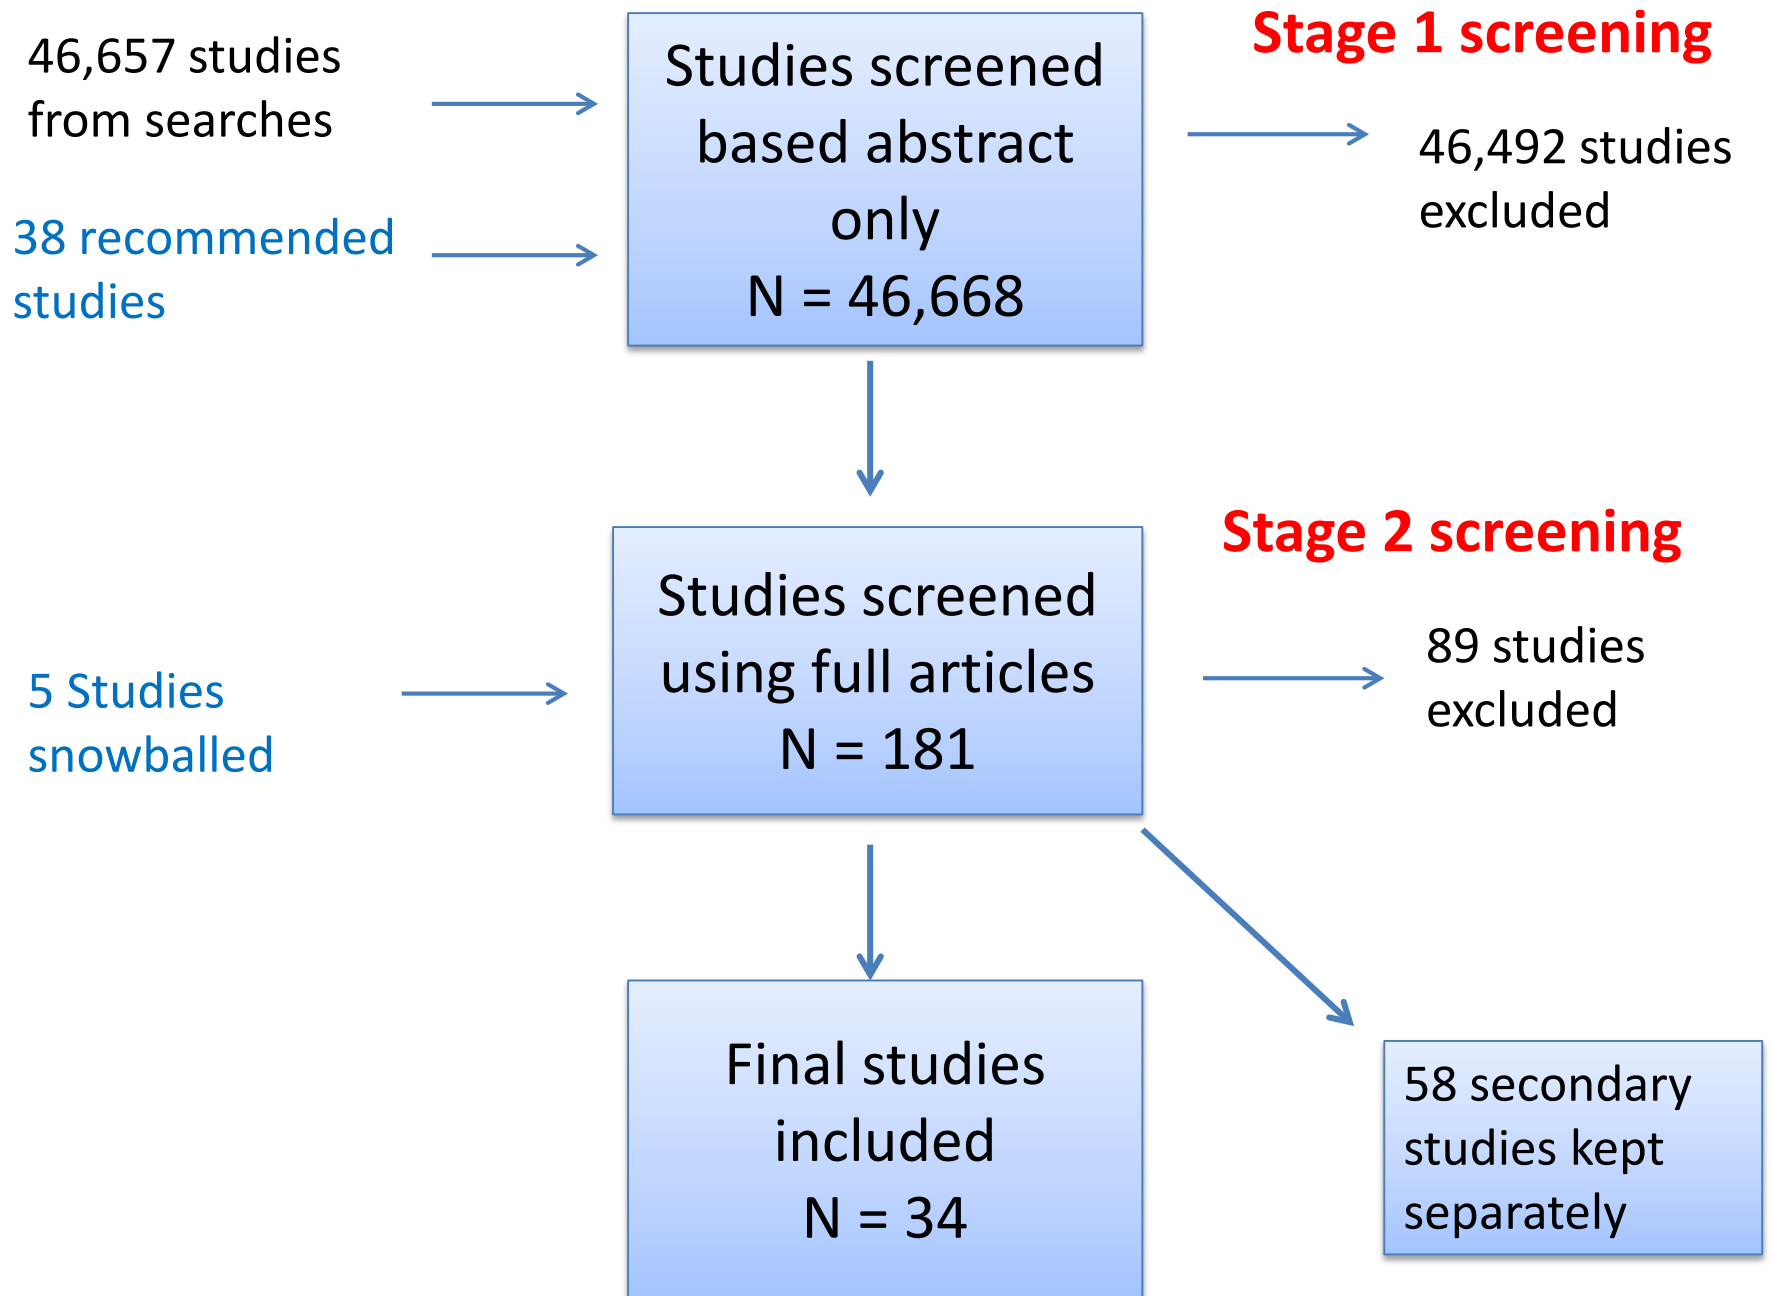 46,657 studies
from searches
38 recommended
studies
Studies screened
based abstract
only
N = 46,668
Stage 1 screening
46,492 studies
excluded
Stage 2 screening
5 Studies
snowballed
Studies screened
using full articles
N = 181
89 studies
excluded
Final studies
included
N = 34
58 secondary
studies kept
separately